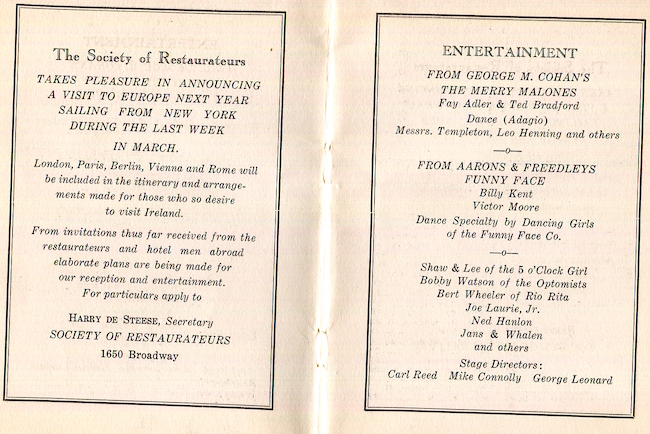 The Society of Restaurateurs
TAKES PLEASURE IN ANNOUNCING
A VISIT TO EUROPE NEXT YEAR
SAILING FROM NEW YORK
DURING THE LAST WEEK
IN MARCH.
London, Paris, Berlin, Vienna and Rome will
be included in the itinerary and arrange-
ments made for those who so desire
to visit Ireland.
From invitations thus far received from the
restaurateurs and hotel men abroad
elaborate plans are being made for
our reception and entertainment.
For particulars apply to
HARRY DE STEESE, Secretary
SOCIETY OF RESTAURATEURS
1650 Broadway
ENTERTAINMENT
FROM GEORGE M. COHAN'S
THE MERRY MALONES
Fay Adler & Ted Bradford
Dance (Adagio)
Messrs. Templeton, Leo Henning and others
—o—
FROM AARONS & FREEDLEYS
FUNNY FACE
Billy Kent
Victor Moore
Dance Specialty by Dancing Girls
of the Funny Face Co.
—o—
Shaw & Lee of the 5 o'Clock Girl
Bobby Watson of the Optomists
Bert Wheeler of Rio Rita
Joe Laurie, Jr.
Ned Hanlon
Jans & Whalen
and others
Stage Directors:
Carl Reed Mike Connolly George Leonard